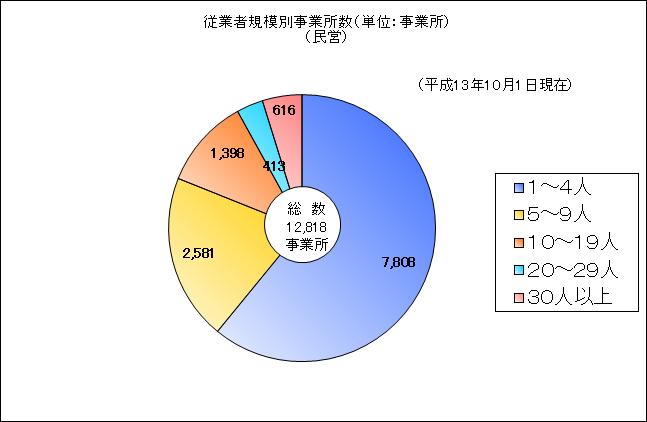 従業者規模別事業所数(単位:事業所)
(民営)
(平成13年10月1日現在)
616
413
1,398
2,581
7,808
総 数
12,818
事業所
1~4人
5~9人
10~19人
20~29人
30人以上